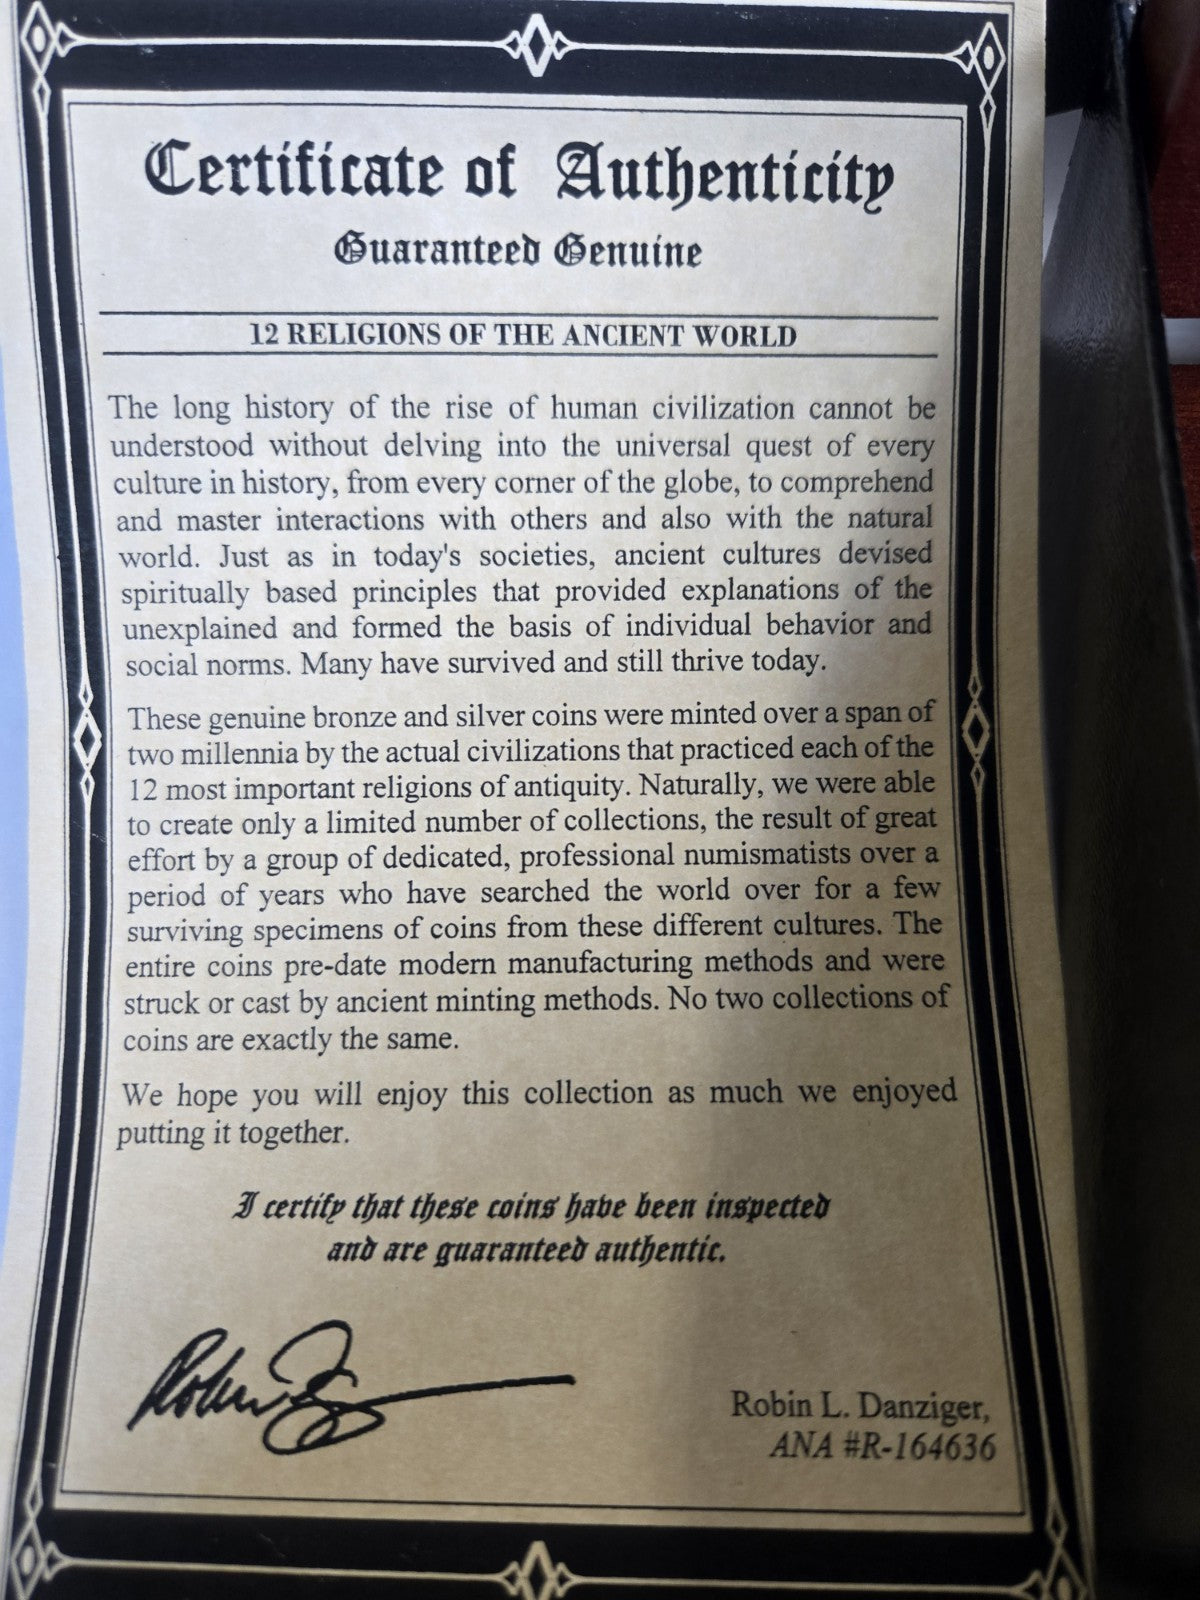 Certificate of Authenticity
Guaranteed Genuine
12 RELIGIONS OF THE ANCIENT WORLD
The long history of the rise of human civilization cannot be
understood without delving into the universal quest of every
culture in history, from every corner of the globe, to comprehend
and master interactions with others and also with the natural
world. Just as in today's societies, ancient cultures devised
spiritually based principles that provided explanations of the
unexplained and formed the basis of individual behavior and
social norms. Many have survived and still thrive today.
These genuine bronze and silver coins were minted over a span of
two millennia by the actual civilizations that practiced each of the
12 most important religions of antiquity. Naturally, we were able
to create only a limited number of collections, the result of great
effort by a group of dedicated, professional numismatists over a
period of years who have searched the world over for a few
surviving specimens of coins from these different cultures. The
entire coins pre-date modern manufacturing methods and were
struck or cast by ancient minting methods. No two collections of
coins are exactly the same.
We hope you will enjoy this collection as much we enjoyed
putting it together.
I certify that these coins have been inspected
and are guaranteed authentic.
Robin L. Danziger,
ANA #R-164636